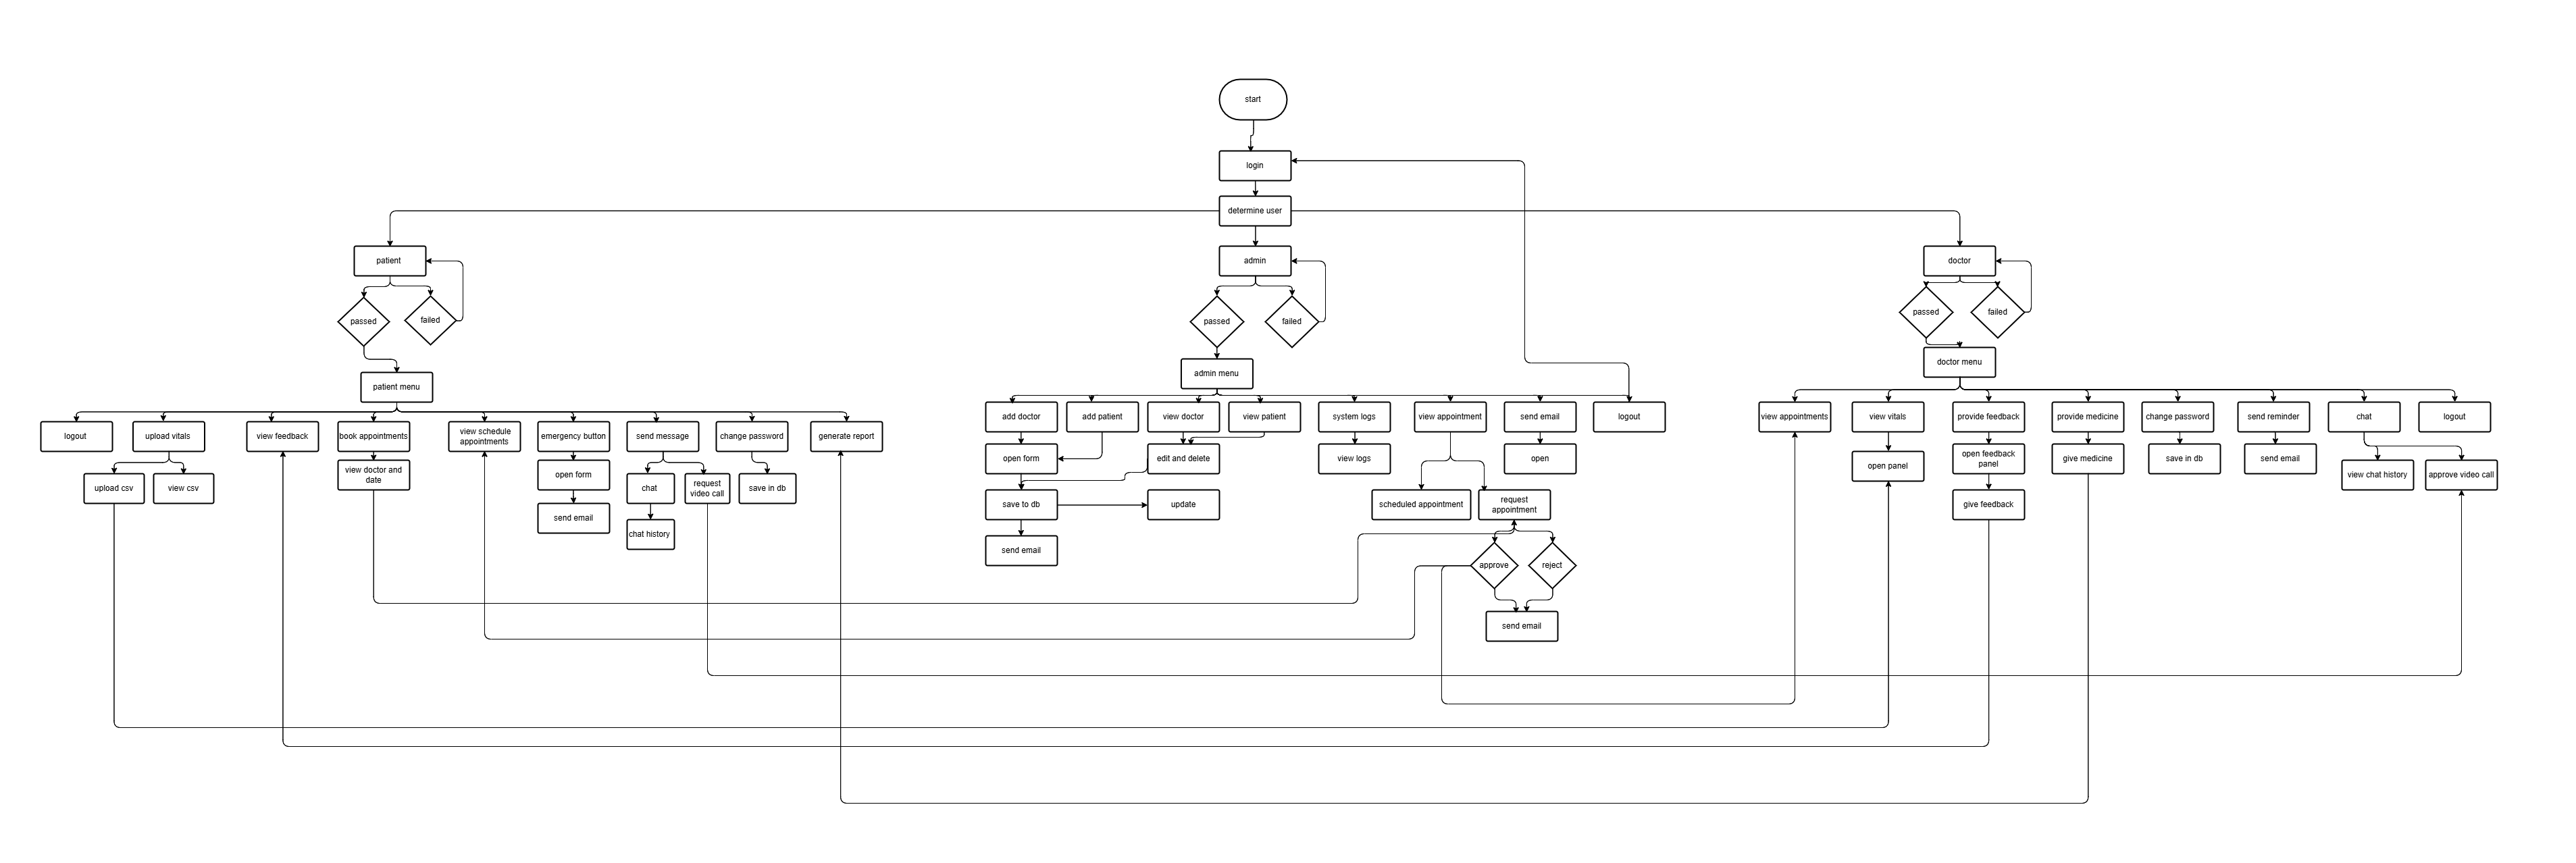 start
login
determine user
patient
admin
doctor
passed
failed
passed
failed
passed
failed
patient menu
admin menu
doctor menu
logout
upload vitals
view feedback
book appointments
view schedule
appointments
emergency button
send message
change password
generate report
add doctor
add patient
view doctor
view patient
system logs
view appointment
send email
logout
view appointments
view vitals
provide feedback
provide medicine
change password
send reminder
chat
logout
upload csv
view csv
view doctor and
date
open form
send email
chat
request
video call
save in db
chat history
open form
edit and delete
view logs
open
save to db
update
scheduled appointment
request
appointment
send email
approve
reject
send email
open panel
open feedback
panel
give medicine
save in db
send email
view chat history
approve video call
give feedback